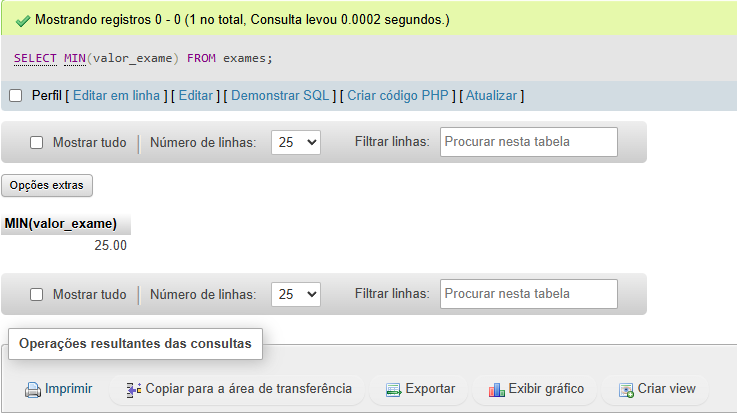 Mostrando registros 0 - 0 (1 no total, Consulta levou 0.0002 segundos.)
SELECT MIN(valor_exame) FROM exames;
Perfil [ Editar em linha ] [ Editar ] [ Demonstrar SQL ] [ Criar código PHP ] [ Atualizar ]
Mostrar tudo | Número de linhas: 25 Filtrar linhas: Procurar nesta tabela
Opções extras
MIN(valor_exame)
25.00
Mostrar tudo | Número de linhas: 25 Filtrar linhas: Procurar nesta tabela
Operações resultantes das consultas
Imprimir Copiar para a área de transferência Exportar Exibir gráfico Criar view